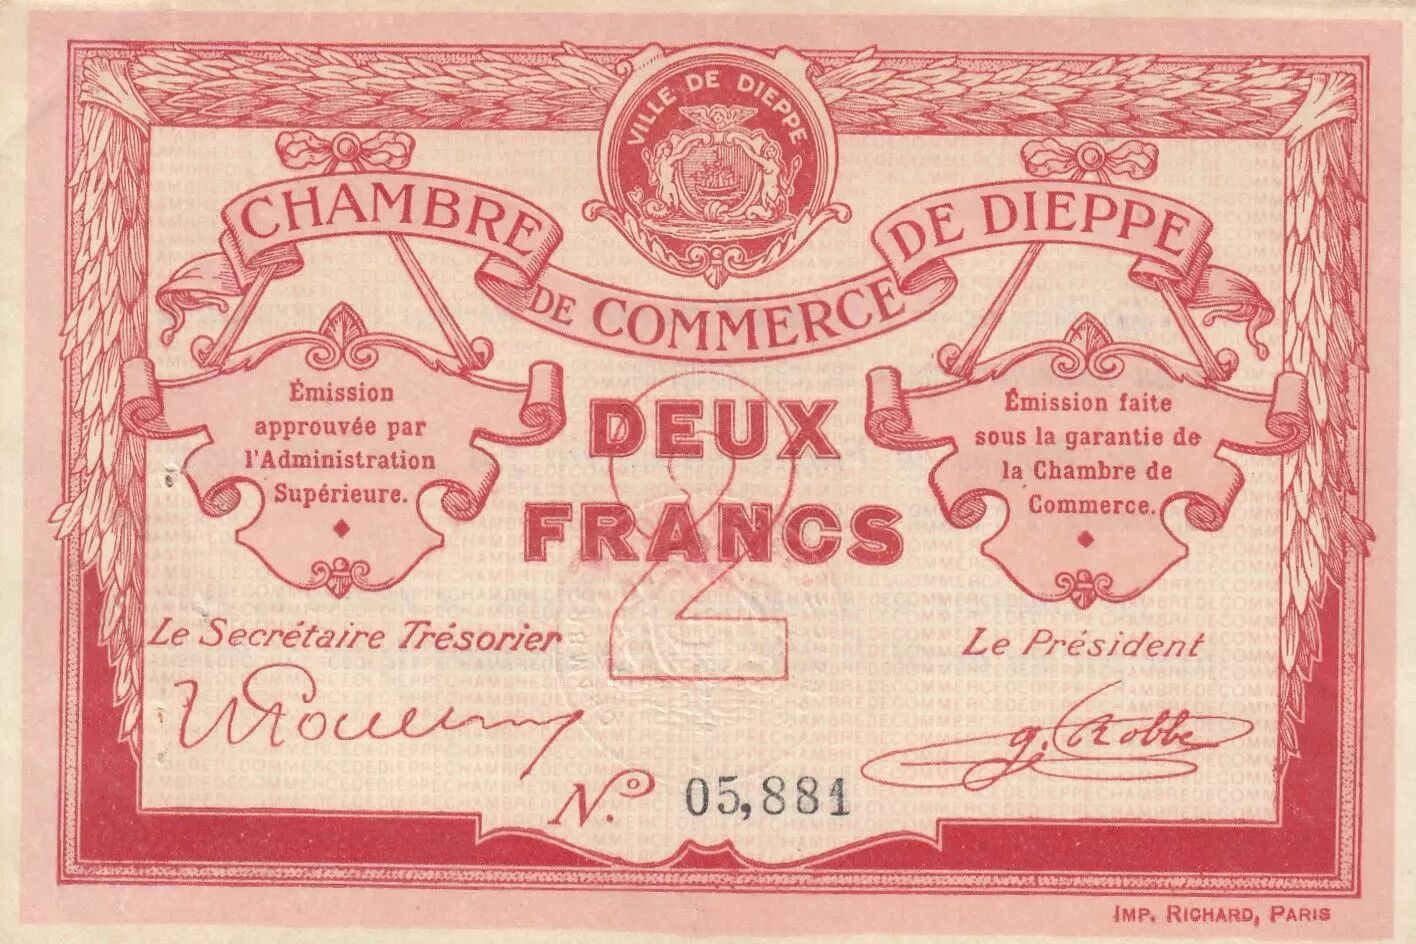 VILLE DE DIEPPE
CHAMBRE
DE COMMERCE
DE DIEPPE
Émission
approuvée par
l'Administration
Supérieure.
DEUX
FRANCS
2
Émission faite
sous la garantie de
la Chambre de
Commerce.
Le Secrétaire Trésorier
Le Président
g. Robbe
N.º 05,881
IMP. RICHARD, PARIS